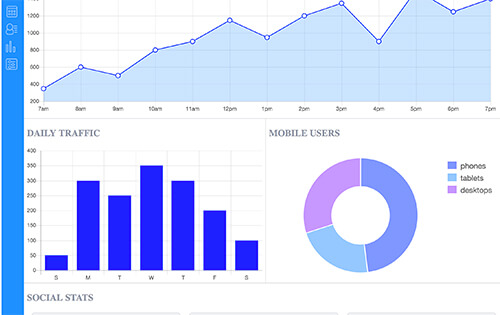 1400
1200
1000
800
600
400
200
7am 8am 9am 10am 11am 12pm 1pm 2pm 3pm 4pm 5pm 6pm 7pm
DAILY TRAFFIC
400
350
300
250
200
150
100
50
0
S M T W T F S
MOBILE USERS
phones
tablets
desktops
SOCIAL STATS